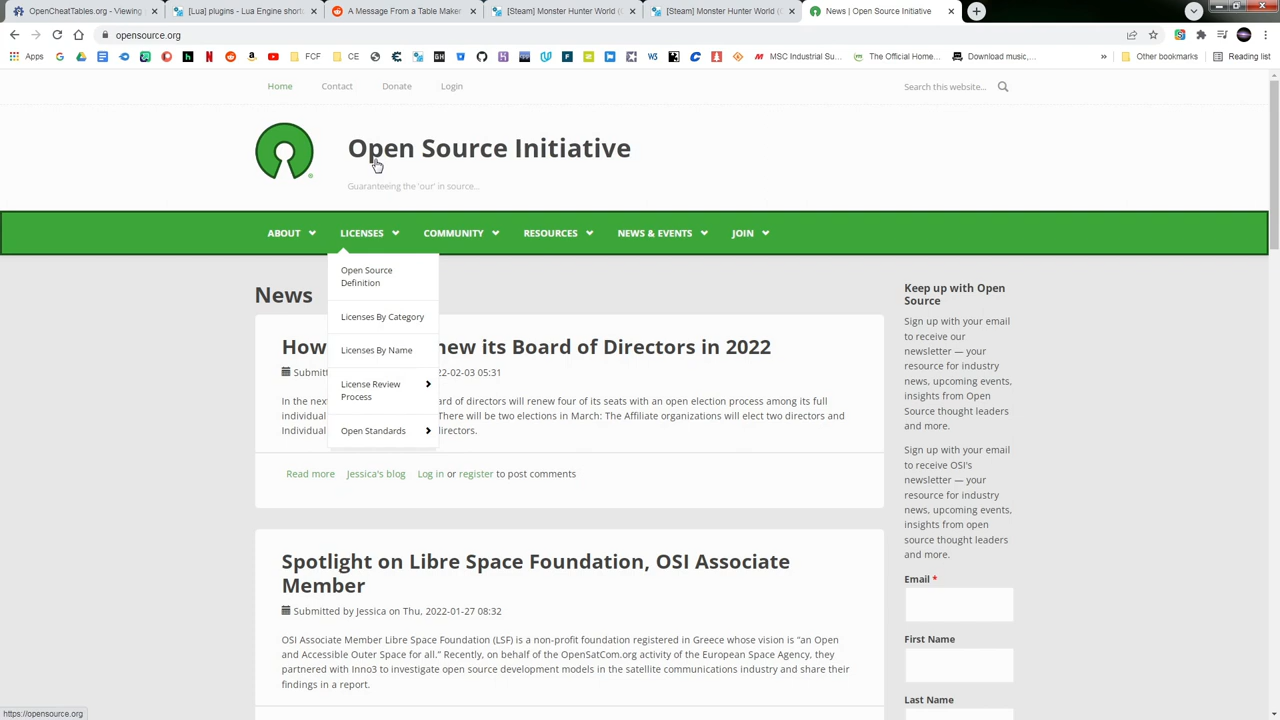 OpenCheatTables.org - Viewing
[Lua] plugins - Lua Engine short
A Message From a Table Maker
[Steam] Monster Hunter World (
[Steam] Monster Hunter World (
News | Open Source Initiative
opensource.org
Apps
FCF
CE
MSC Industrial Su...
The Official Home...
Download music,...
Other bookmarks
Reading list
Home
Contact
Donate
Login
Search this website...
Open Source Initiative
Guaranteeing the 'our' in source...
ABOUT
LICENSES
COMMUNITY
RESOURCES
NEWS & EVENTS
JOIN
Open Source
Definition
Licenses By Category
Licenses By Name
License Review
Process
Open Standards
News
How new its Board of Directors in 2022
Submitt 22-02-03 05:31
In the next ard of directors will renew four of its seats with an open election process among its full
individual There will be two elections in March: The Affiliate organizations will elect two directors and
Individual directors.
Read more Jessica's blog Log in or register to post comments
Spotlight on Libre Space Foundation, OSI Associate
Member
Submitted by Jessica on Thu, 2022-01-27 08:32
OSI Associate Member Libre Space Foundation (LSF) is a non-profit foundation registered in Greece whose vision is “an Open
and Accessible Outer Space for all.” Recently, on behalf of the OpenSatCom.org activity of the European Space Agency, they
partnered with Inno3 to investigate open source development models in the satellite communications industry and share their
findings in a report.
Keep up with Open
Source
Sign up with your email
to receive our
newsletter — your
resource for industry
news, upcoming events,
insights from Open
Source thought leaders
and more.
Sign up with your email
to receive OSI's
newsletter — your
resource for industry
news, upcoming events,
insights from open
source thought leaders
and more.
Email *
First Name
Last Name
https://opensource.org